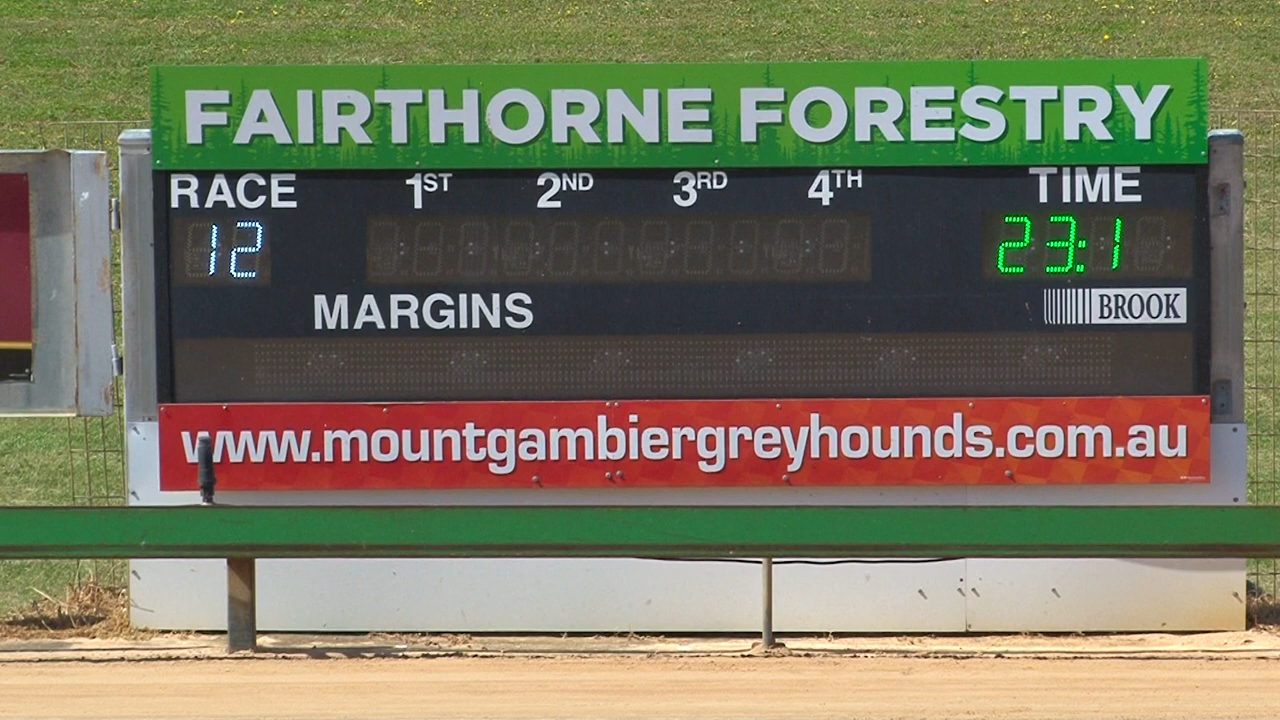 FAIRTHORNE FORESTRY
RACE 1ST 2ND 3RD 4TH TIME
12 23:1
MARGINS BROOK
www.mountgambiergreyhounds.com.au